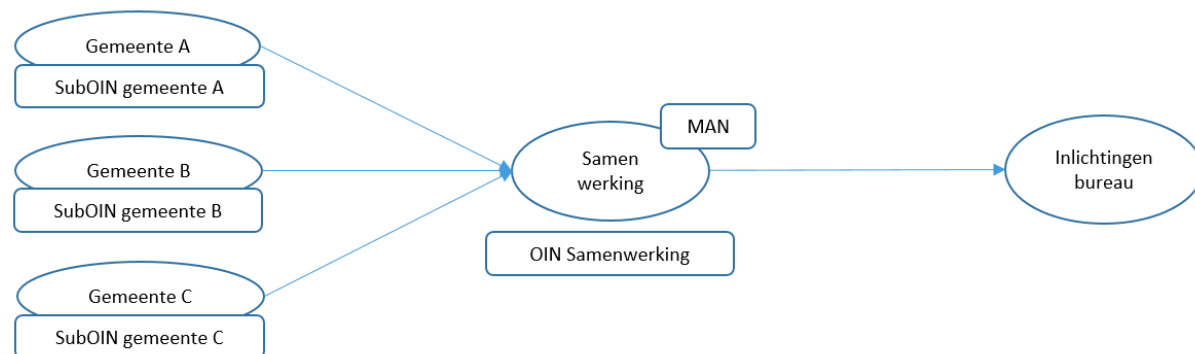 Gemeente A
SubOIN gemeente A
Gemeente B
SubOIN gemeente B
Gemeente C
SubOIN gemeente C
MAN
Samen
werking
OIN Samenwerking
Inlichtingen
bureau